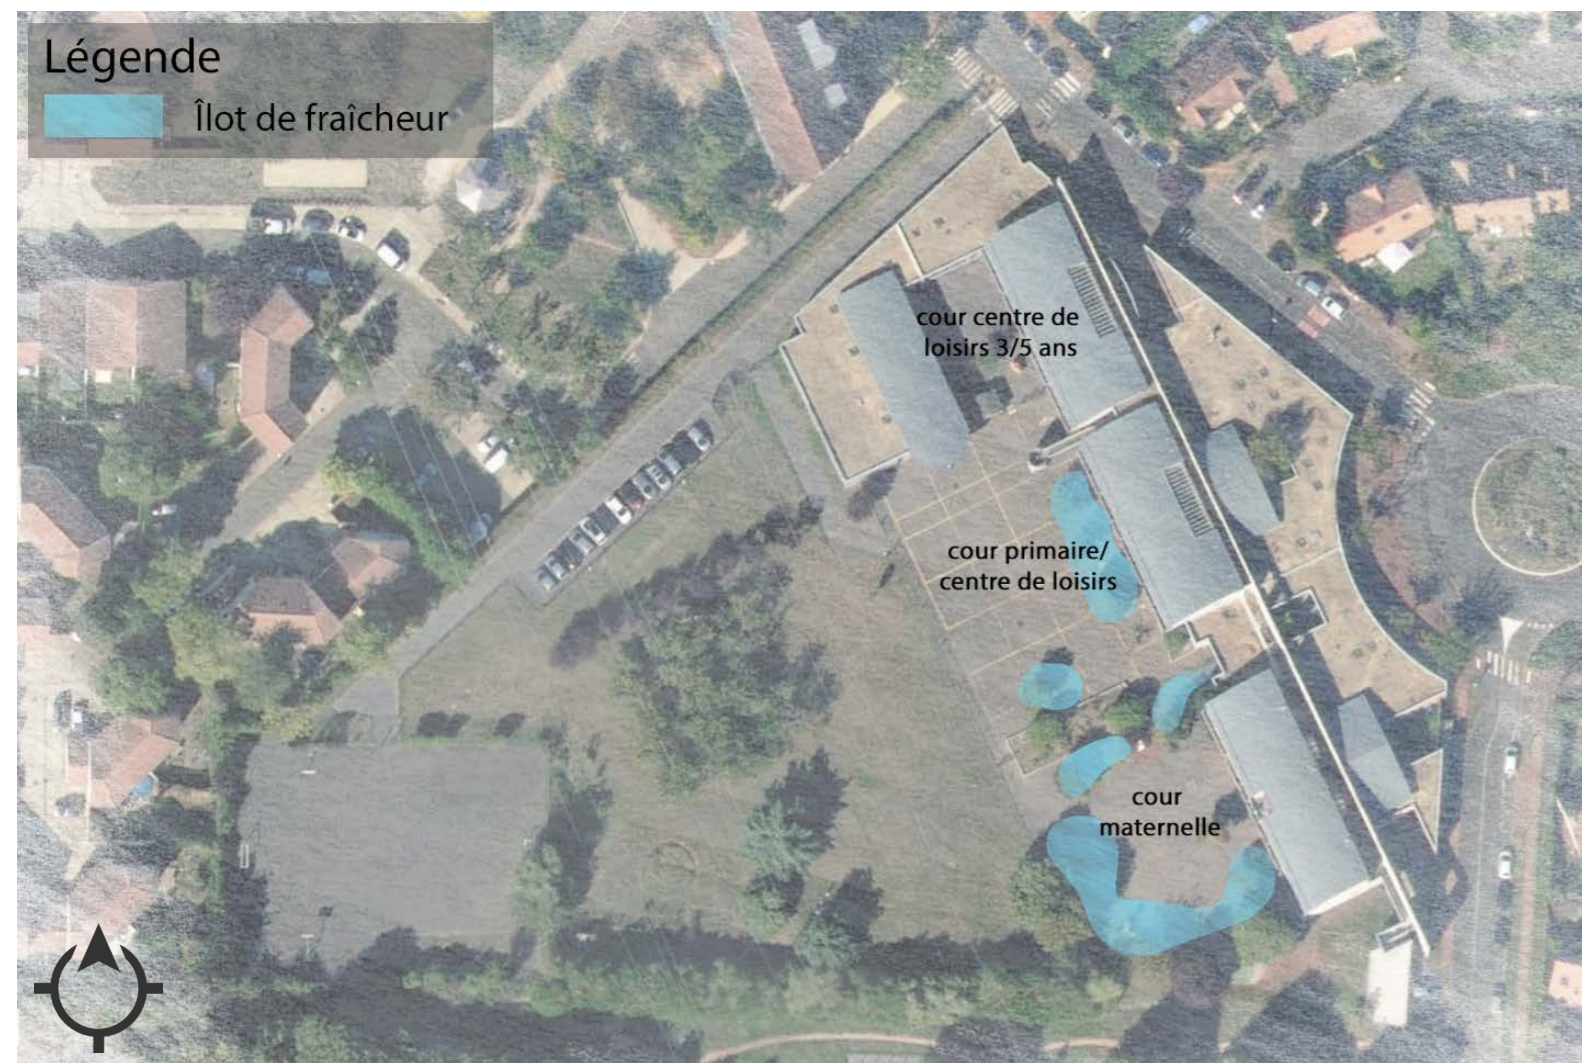 Légende
Îlot de fraîcheur
cour centre de
loisirs 3/5 ans
cour primaire/
centre de loisirs
cour
maternelle